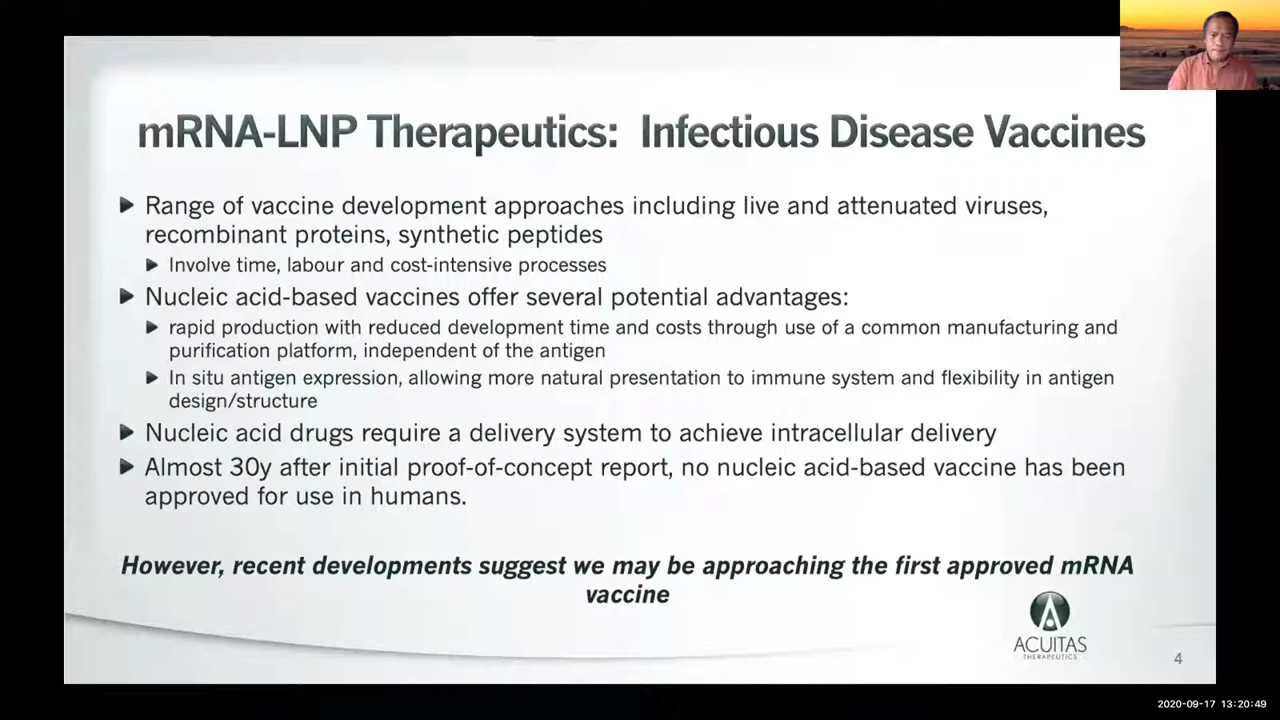 mRNA-LNP Therapeutics: Infectious Disease Vaccines
Range of vaccine development approaches including live and attenuated viruses,
recombinant proteins, synthetic peptides
Involve time, labour and cost-intensive processes
Nucleic acid-based vaccines offer several potential advantages:
rapid production with reduced development time and costs through use of a common manufacturing and
purification platform, independent of the antigen
In situ antigen expression, allowing more natural presentation to immune system and flexibility in antigen
design/structure
Nucleic acid drugs require a delivery system to achieve intracellular delivery
Almost 30y after initial proof-of-concept report, no nucleic acid-based vaccine has been
approved for use in humans.
However, recent developments suggest we may be approaching the first approved mRNA
vaccine
ACUITAS
THERAPEUTICS
4
2020-09-17 13:20:49